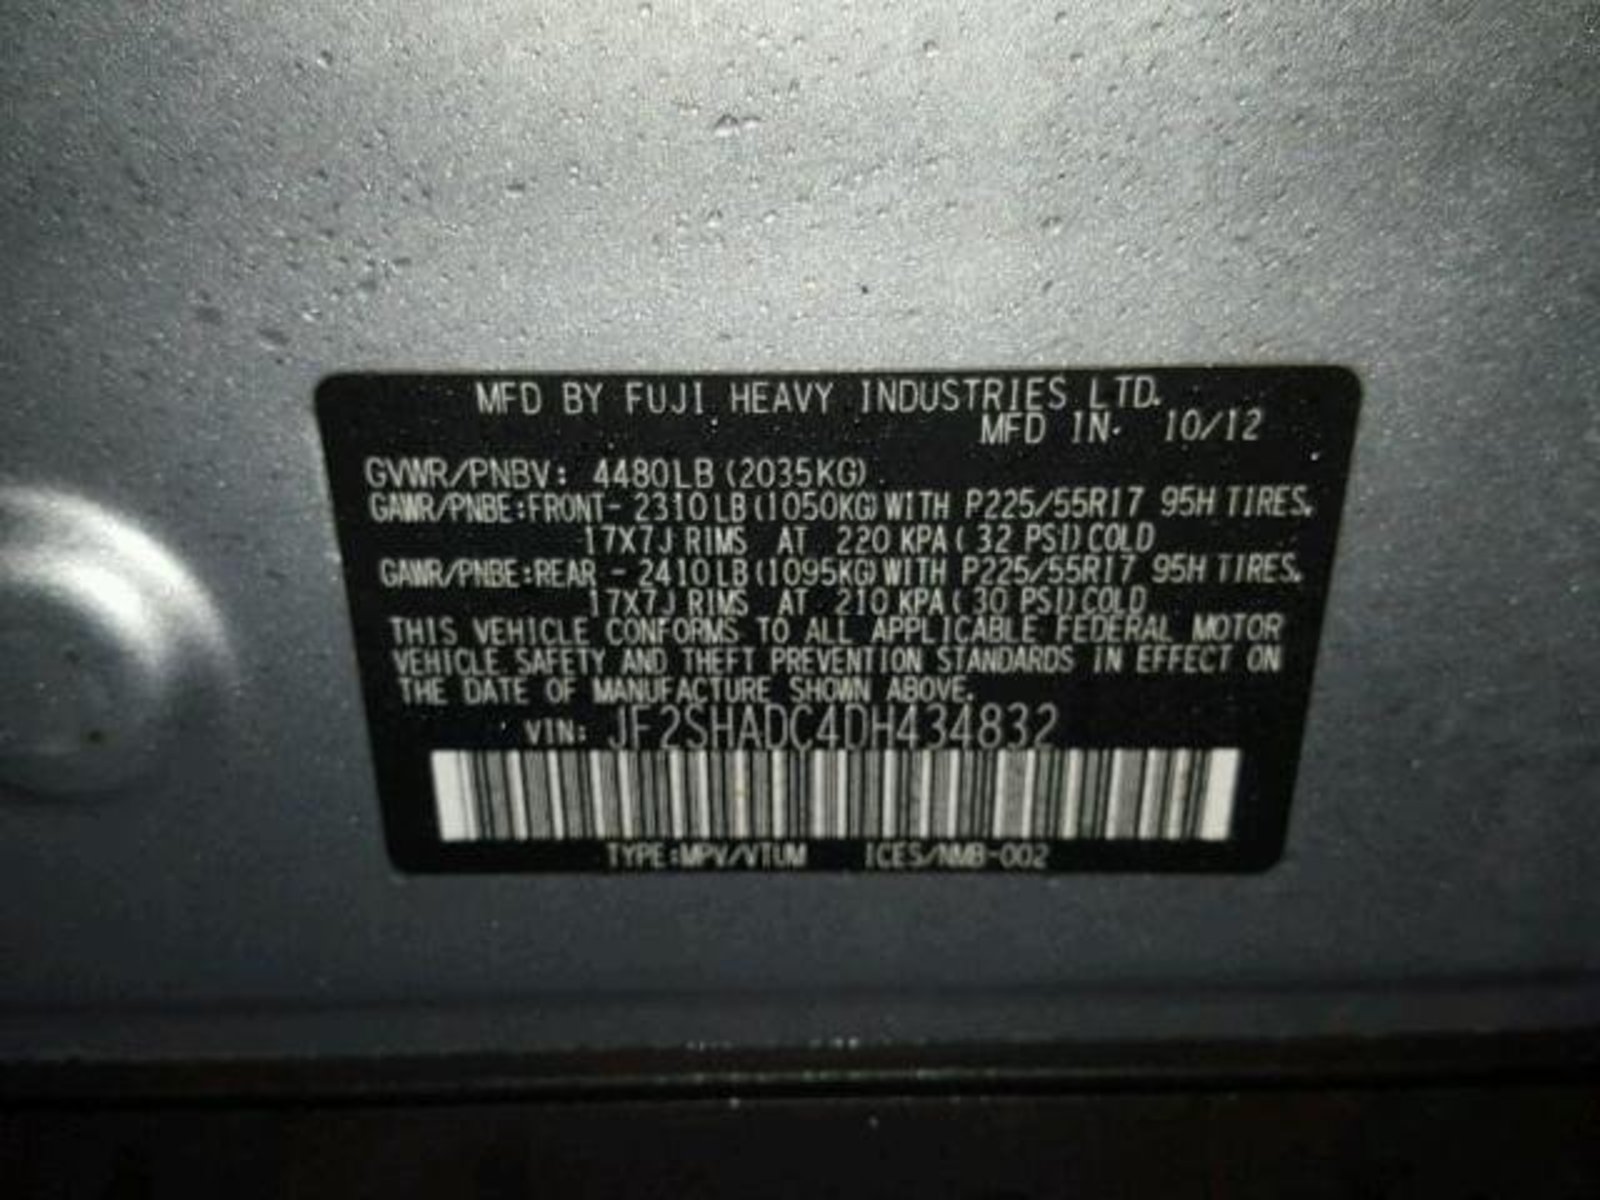 MFD BY FUJI HEAVY INDUSTRIES LTD.
MFD IN. 10/12
GVWR/PNBV: 4480LB (2035KG)
GAWR/PNBE:FRONT- 2310LB(1050KG)WITH P225/55R17 95H TIRES.
17X7J RIMS AT 220 KPA( 32 PSI)COLD
GAWR/PNBE:REAR - 2410LB(1095KG)WITH P225/55R17 95H TIRES.
17X7J RIMS AT 210 KPA( 30 PSI)COLD
THIS VEHICLE CONFORMS TO ALL APPLICABLE FEDERAL MOTOR
VEHICLE SAFETY AND THEFT PREVENTION STANDARDS IN EFFECT ON
THE DATE OF MANUFACTURE SHOWN ABOVE.
VIN: JF2SHADC4DH434832
TYPE:MPV/VTUM ICES/NMB-002